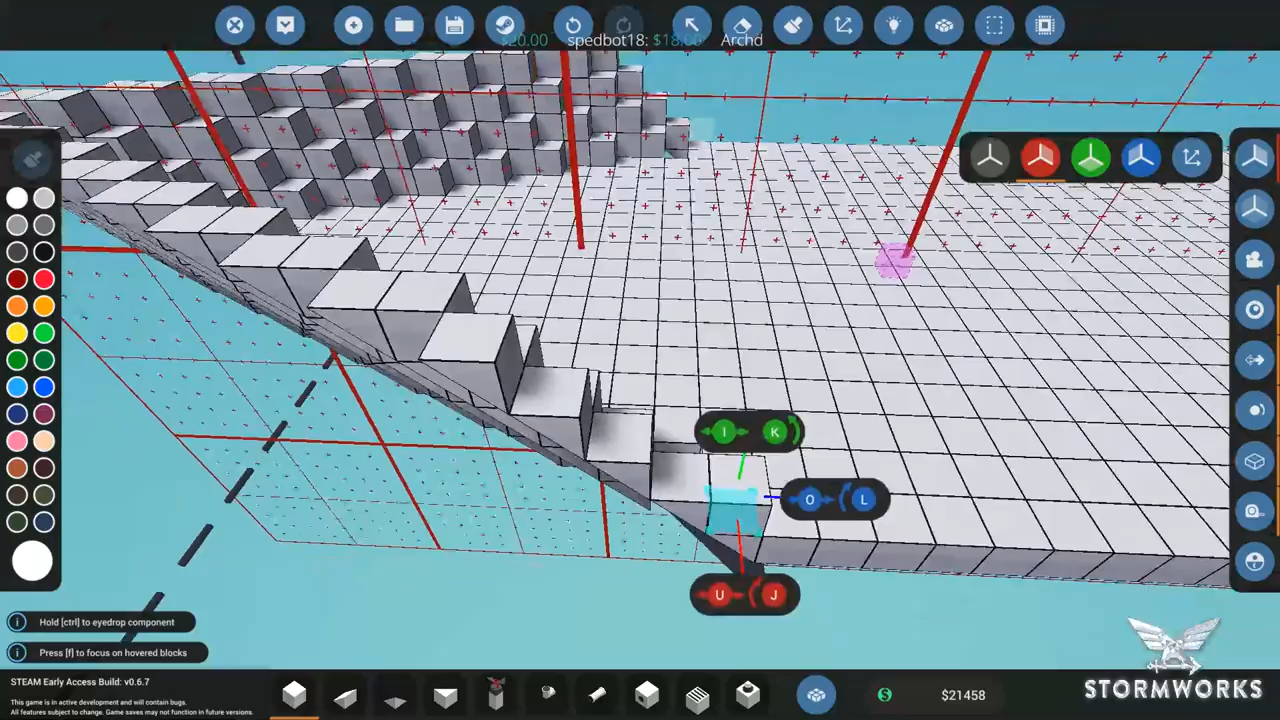 $20.00 spedbot18: $18.00 Archd
I K
O L
U J
Hold [ctrl] to eyedrop component
Press [f] to focus on hovered blocks
STEAM Early Access Build: v0.6.7
This game is in active development and will contain bugs.
All features subject to change. Game saves may not function in future versions.
$ $21458
STORMWORKS